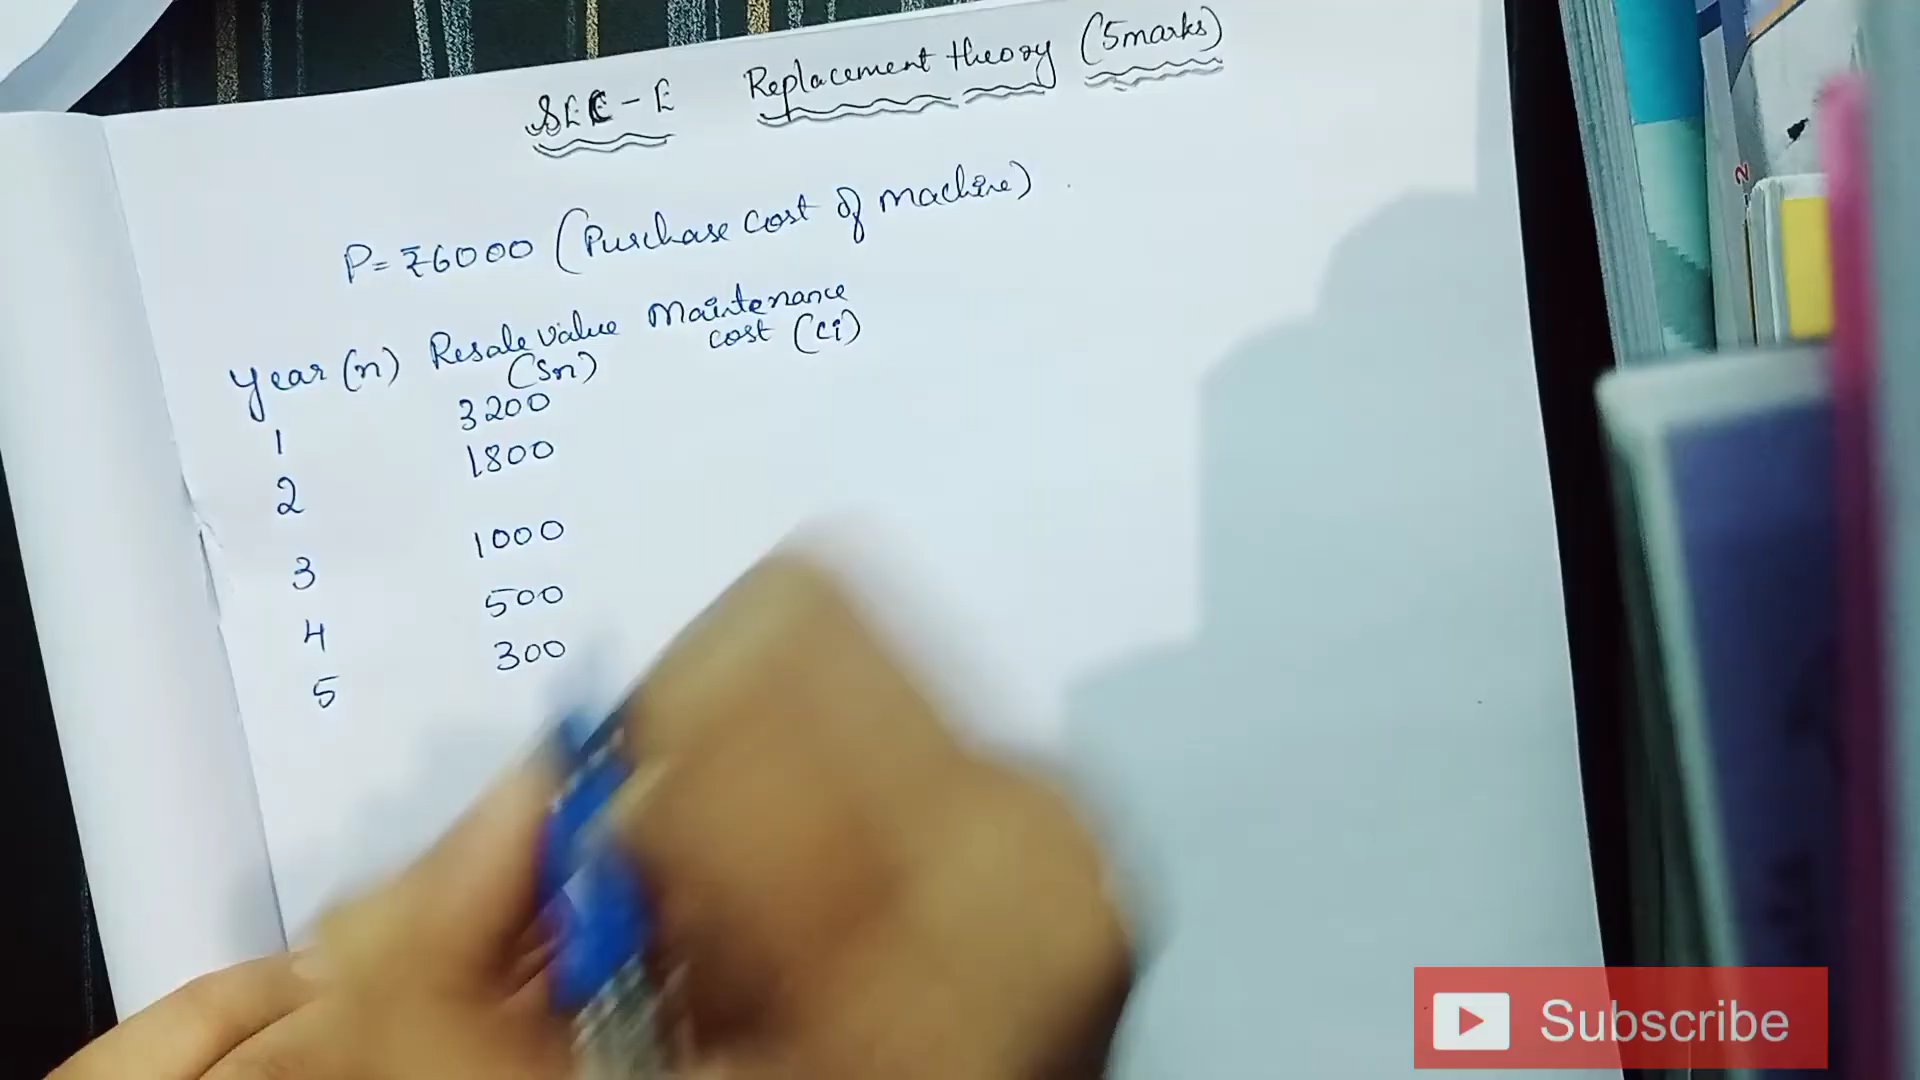 SEC-E Replacement theory (5marks)
P=₹6000 (Purchase cost of machine)
Year (n) Resale value Maintenance
(Sn) cost (Ci)
1 3200
2 1800
3 1000
4 500
5 300
Subscribe